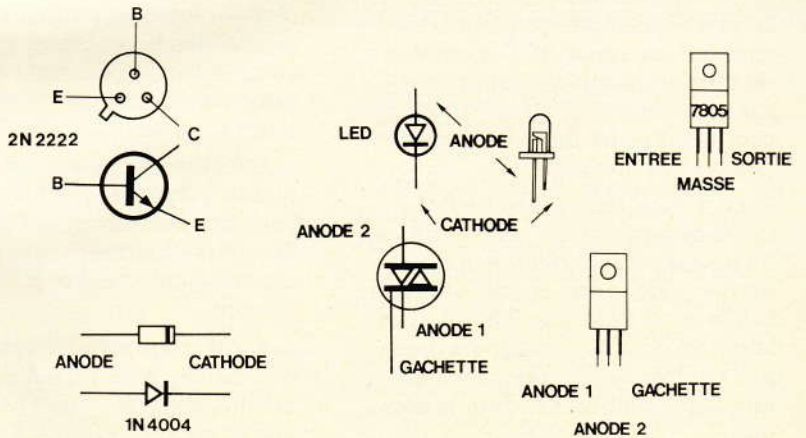 B
E
C
2N 2222
B
E
ANODE CATHODE
1N 4004
LED
ANODE
CATHODE
ANODE 2
ANODE 1
GACHETTE
7805
ENTREE SORTIE
MASSE
ANODE 1 GACHETTE
ANODE 2